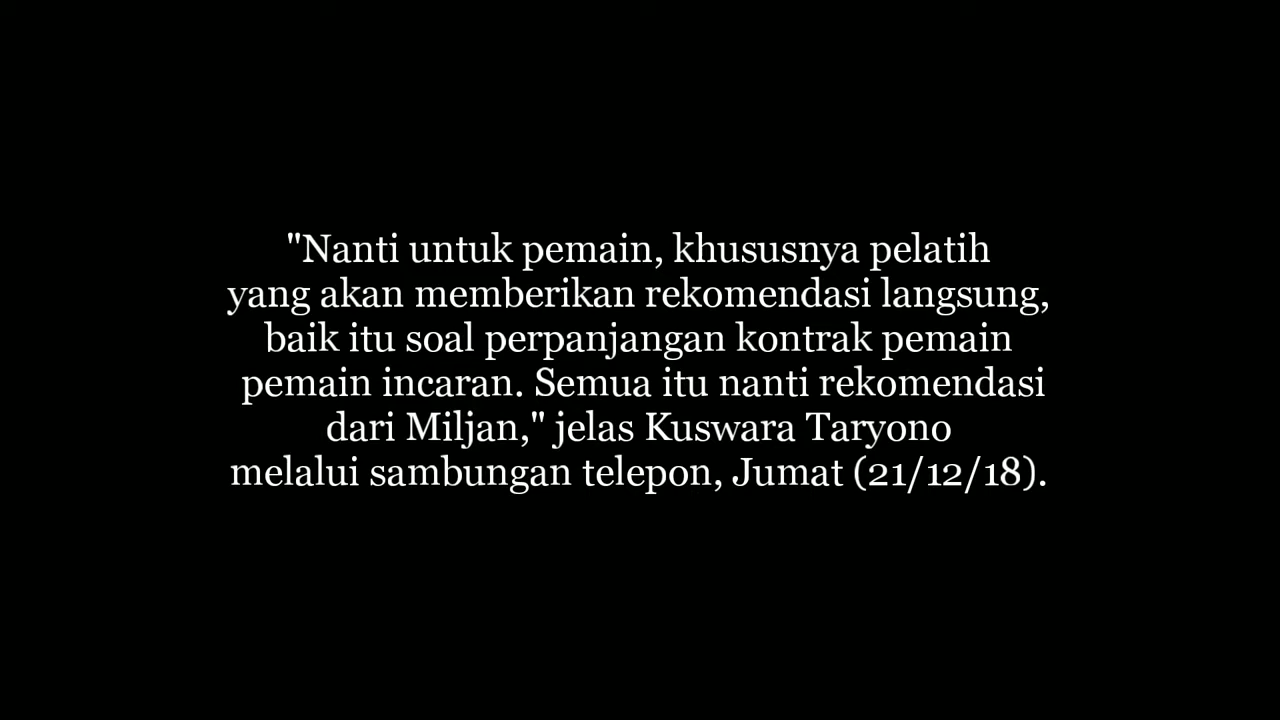 "Nanti untuk pemain, khususnya pelatih
yang akan memberikan rekomendasi langsung,
baik itu soal perpanjangan kontrak pemain
pemain incaran. Semua itu nanti rekomendasi
dari Miljan," jelas Kuswara Taryono
melalui sambungan telepon, Jumat (21/12/18).